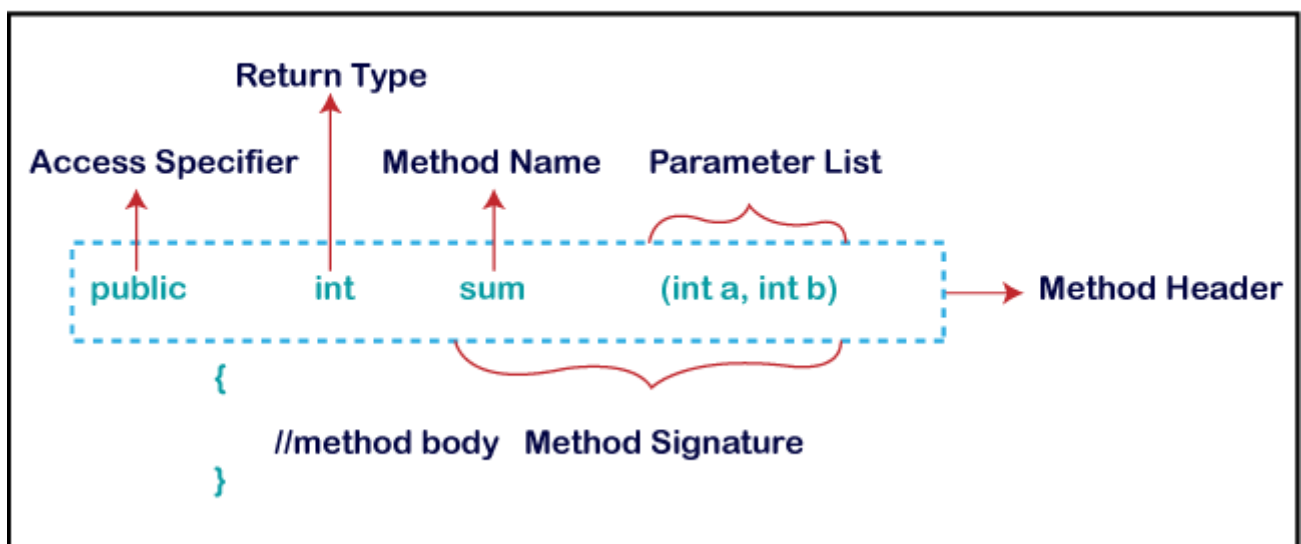 Return Type
Access Specifier Method Name Parameter List
public int sum (int a, int b) Method Header
{
//method body Method Signature
}